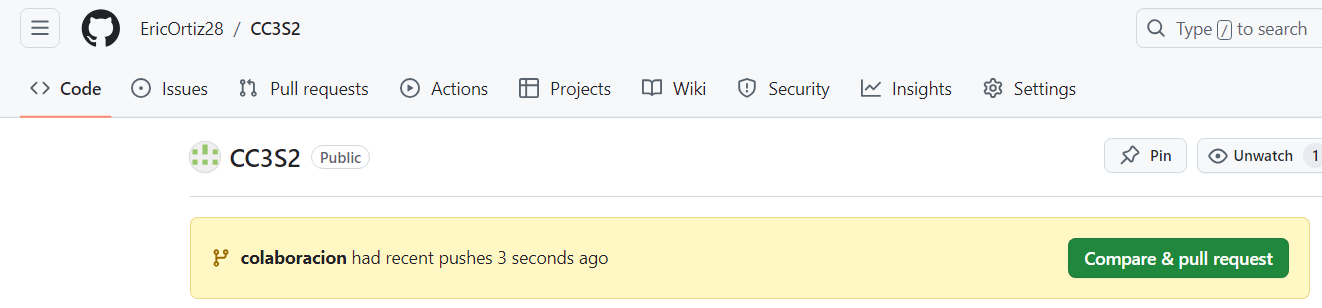 EricOrtiz28 / CC3S2
Type / to search
Code Issues Pull requests Actions Projects Wiki Security Insights Settings
CC3S2 Public
Pin Unwatch 1
colaboracion had recent pushes 3 seconds ago
Compare & pull request